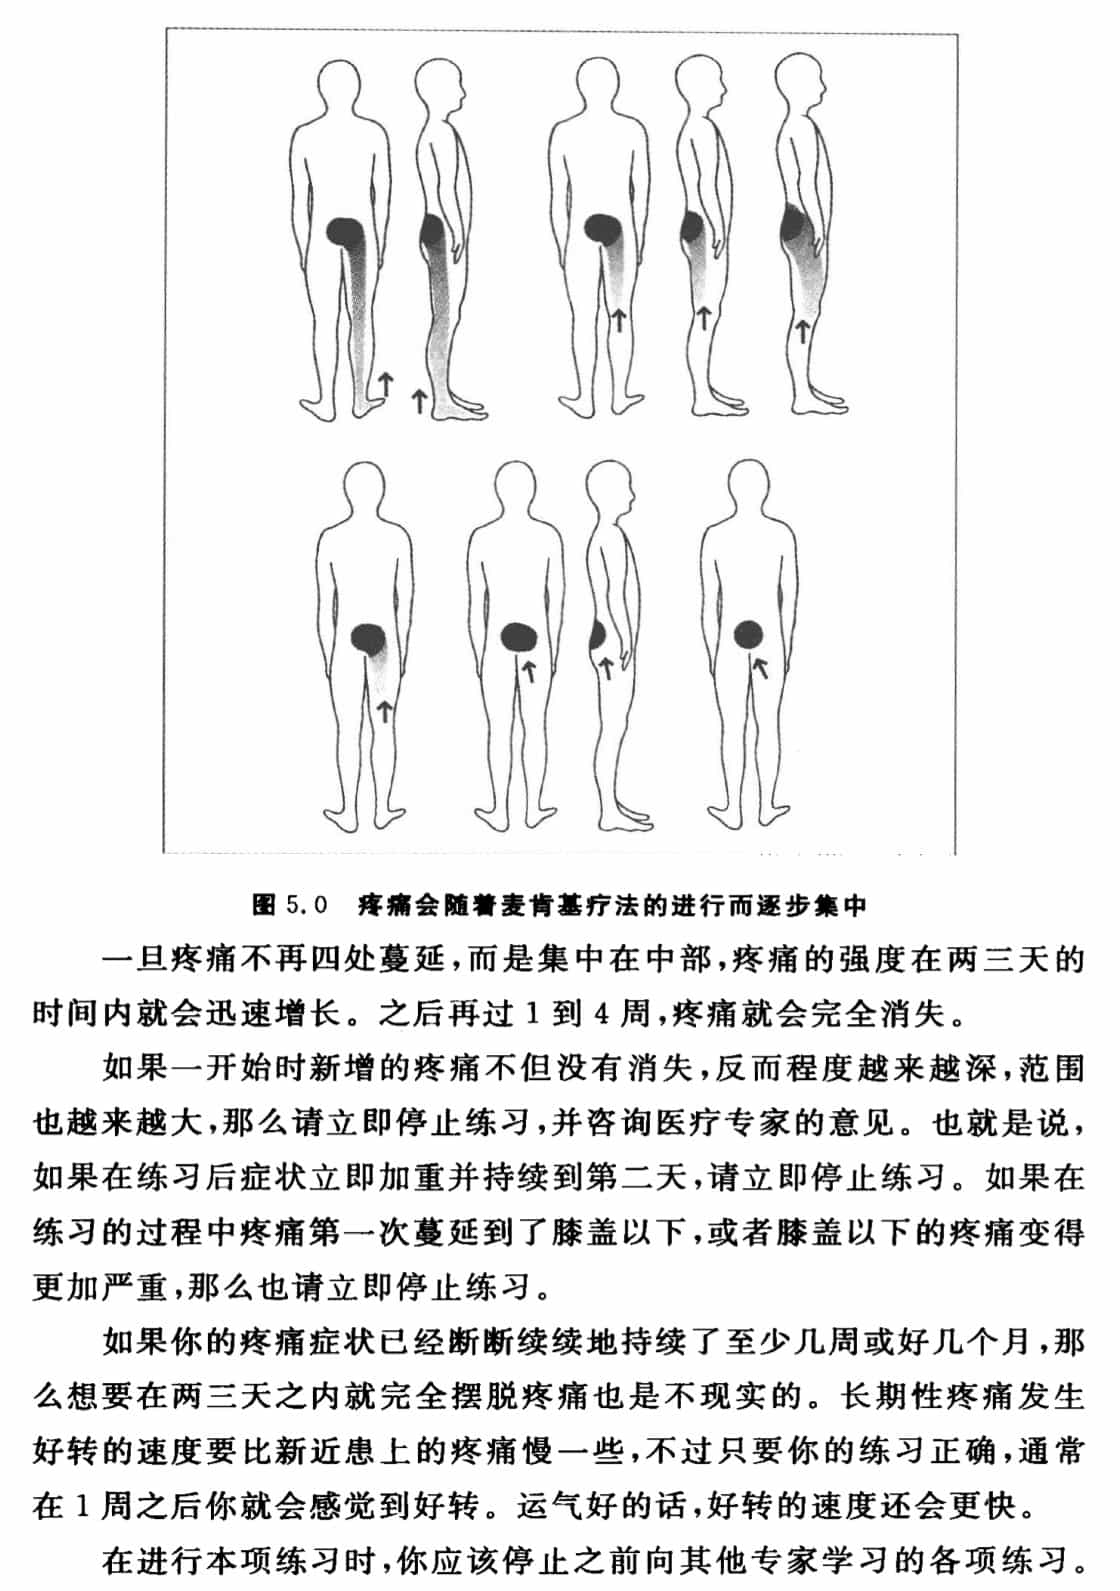 图 5.0 疼痛会随着麦肯基疗法的进行而逐步集中
一旦疼痛不再四处蔓延,而是集中在中部,疼痛的强度在两三天的
时间内就会迅速增长。之后再过 1 到 4 周,疼痛就会完全消失。
如果一开始时新增的疼痛不但没有消失,反而程度越来越深,范围
也越来越大,那么请立即停止练习,并咨询医疗专家的意见。也就是说,
如果在练习后症状立即加重并持续到第二天,请立即停止练习。如果在
练习的过程中疼痛第一次蔓延到了膝盖以下,或者膝盖以下的疼痛变得
更加严重,那么也请立即停止练习。
如果你的疼痛症状已经断断续续地持续了至少几周或好几个月,那
么想要在两三天之内就完全摆脱疼痛也是不现实的。长期性疼痛发生
好转的速度要比新近患上的疼痛慢一些,不过只要你的练习正确,通常
在 1 周之后你就会感觉到好转。运气好的话,好转的速度还会更快。
在进行本项练习时,你应该停止之前向其他专家学习的各项练习。